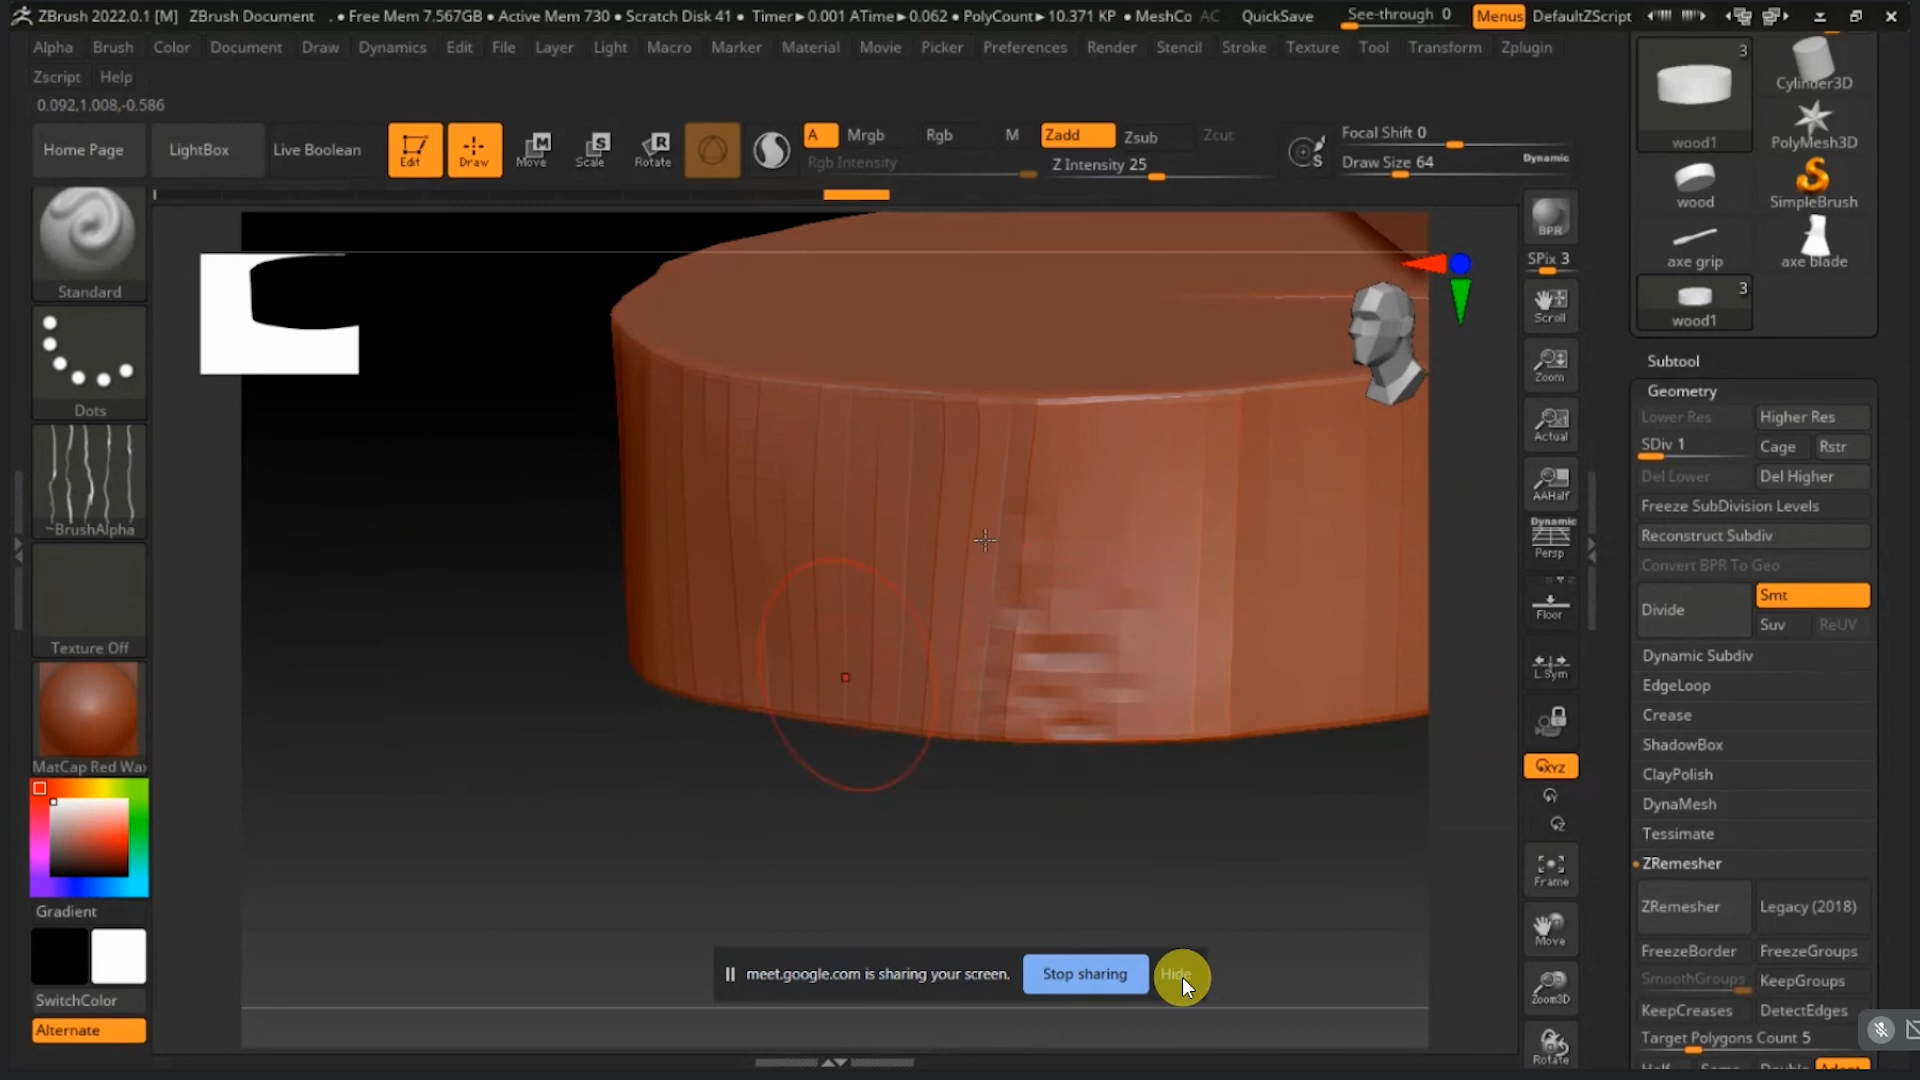 ZBrush 2022.0.1 [M] ZBrush Document • Free Mem 7.567GB • Active Mem 730 • Scratch Disk 41 • Timer▶0.001 ATime▶0.062 • PolyCount▶10.371 KP • MeshCo AC QuickSave See-through 0 Menus DefaultZScript
Alpha Brush Color Document Draw Dynamics Edit File Layer Light Macro Marker Material Movie Picker Preferences Render Stencil Stroke Texture Tool Transform Zplugin
Zscript Help
0.092,1.008,-0.586
Home Page LightBox Live Boolean Edit Draw Move Scale Rotate A Mrgb Rgb M Zadd Zsub Zcut Focal Shift 0
Rgb Intensity Z Intensity 25 Draw Size 64 Dynamic
Standard
Dots
~BrushAlpha
Texture Off
MatCap Red Wax
Gradient
SwitchColor
Alternate
BPR
SPix 3
Scroll
Zoom
Actual
AAHalf
Dynamic
Persp
Floor
L.Sym
XYZ
Y
Z
Frame
Move
Zoom3D
Rotate
3
wood1
Cylinder3D
PolyMesh3D
wood
SimpleBrush
axe grip
axe blade
3
wood1
Subtool
Geometry
Lower Res Higher Res
SDiv 1 Cage Rstr
Del Lower Del Higher
Freeze SubDivision Levels
Reconstruct Subdiv
Convert BPR To Geo
Divide Smt
Suv ReUV
Dynamic Subdiv
EdgeLoop
Crease
ShadowBox
ClayPolish
DynaMesh
Tessimate
ZRemesher
ZRemesher Legacy (2018)
FreezeBorder FreezeGroups
SmoothGroups KeepGroups
KeepCreases DetectEdges
Target Polygons Count 5
meet.google.com is sharing your screen. Stop sharing Hide